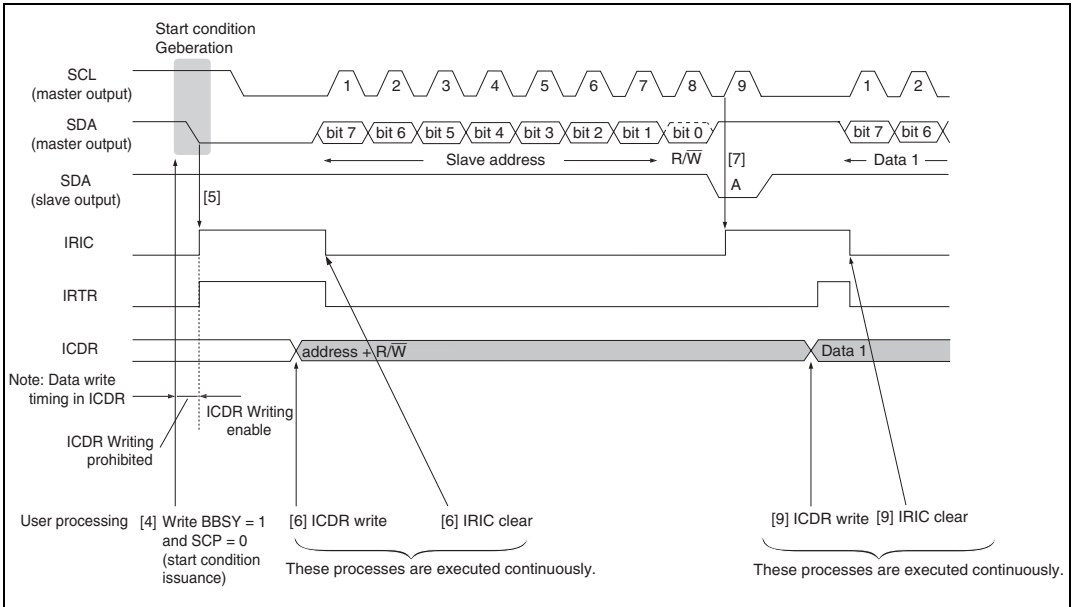 Start condition
Geberation
SCL
(master output)
1 2 3 4 5 6 7 8 9 1 2
SDA
(master output)
bit 7 bit 6 bit 5 bit 4 bit 3 bit 2 bit 1 bit 0 bit 7 bit 6
Slave address R/W [7] Data 1
SDA
(slave output)
[5]
A
IRIC
IRTR
ICDR
address + R/W Data 1
Note: Data write
timing in ICDR
ICDR Writing
enable
ICDR Writing
prohibited
User processing [4] Write BBSY = 1
and SCP = 0
(start condition
issuance)
[6] ICDR write [6] IRIC clear
These processes are executed continuously.
[9] ICDR write [9] IRIC clear
These processes are executed continuously.